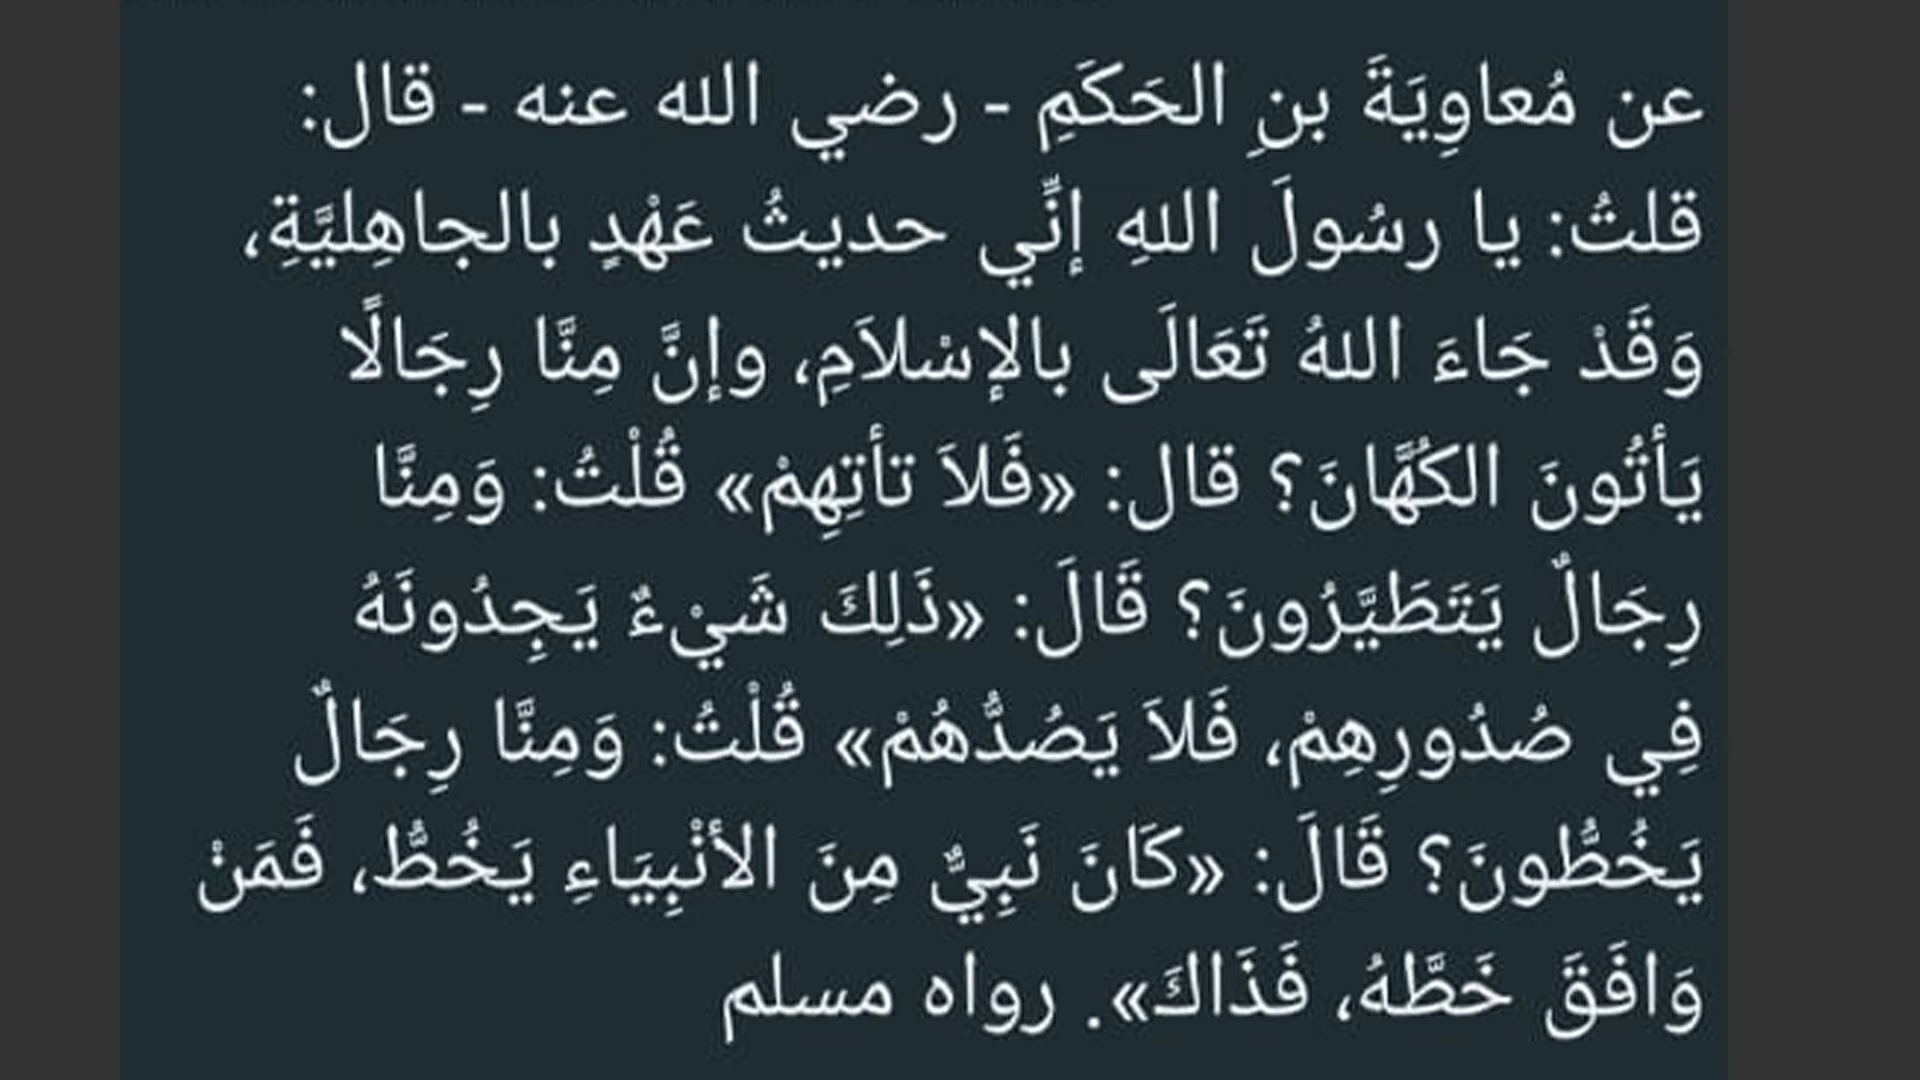 عن مُعاوِيَةَ بنِ الحَكَمِ - رضي الله عنه - قال:
قلتُ: يا رسُولَ اللهِ إنِّي حديثُ عَهْدٍ بالجاهِليَّةِ،
وَقَدْ جَاءَ اللهُ تَعَالَى بالإسْلاَمِ، وإنَّ مِنَّا رِجَالًا
يَأتُونَ الكُهَّانَ؟ قال: «فَلاَ تأتِهِمْ» قُلْتُ: وَمِنَّا
رِجَالٌ يَتَطَيَّرُونَ؟ قَالَ: «ذَلِكَ شَيْءٌ يَجِدُونَهُ
فِي صُدُورِهِمْ، فَلاَ يَصُدُّهُمْ» قُلْتُ: وَمِنَّا رِجَالٌ
يَخُطُّونَ؟ قَالَ: «كَانَ نَبِيٌّ مِنَ الأنْبِيَاءِ يَخُطُّ، فَمَنْ
وَافَقَ خَطَّهُ، فَذَاكَ». رواه مسلم